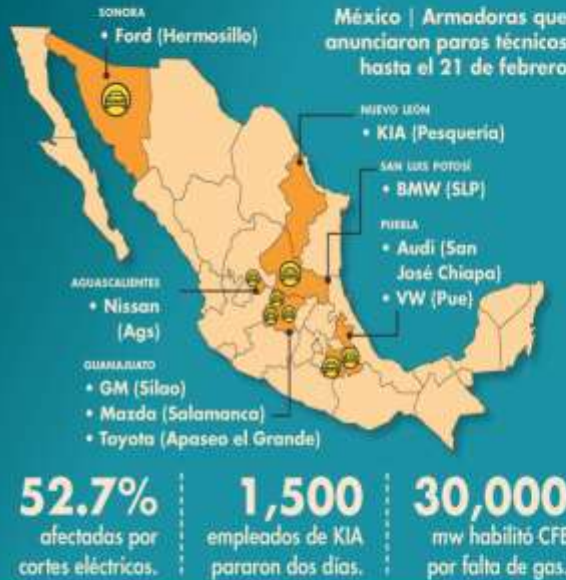 México | Armadoras que
anunciaron paros técnicos
hasta el 21 de febrero
SONORA
• Ford (Hermosillo)
NUEVO LEÓN
• KIA (Pesquería)
SAN LUIS POTOSÍ
• BMW (SLP)
PUEBLA
• Audi (San
José Chiapa)
• VW (Pue)
AGUASCALIENTES
• Nissan
(Ags)
GUANAJUATO
• GM (Silao)
• Mazda (Salamanca)
• Toyota (Apaseo el Grande)
52.7%
afectadas por
cortes eléctricos.
1,500
empleados de KIA
pararon dos días.
30,000
mw habilitó CFE
por falta de gas.